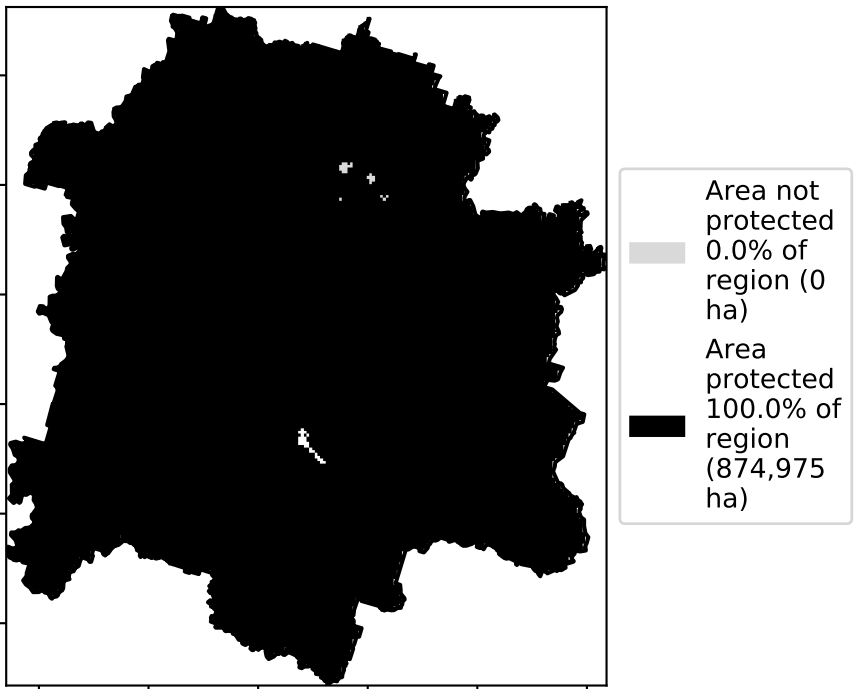 Area not
protected
0.0% of
region (0
ha)
Area
protected
100.0% of
region
(874,975
ha)